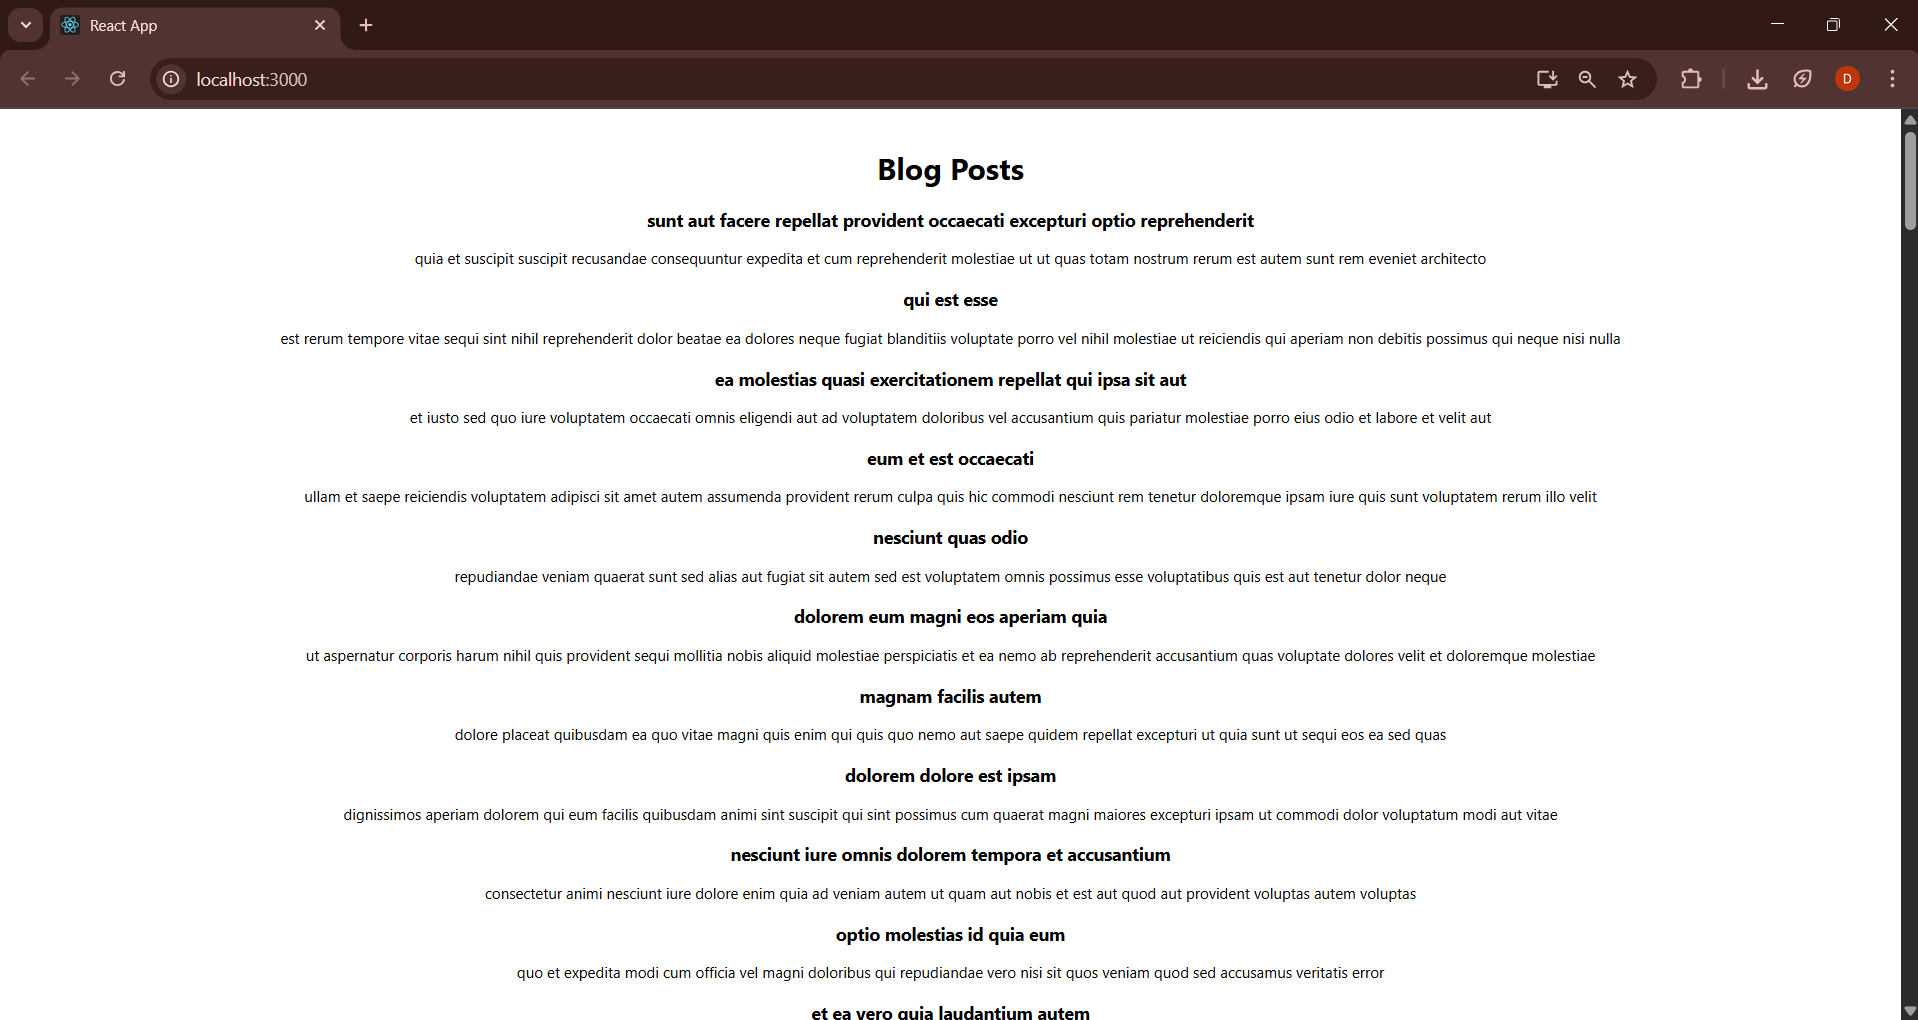 React App
localhost:3000
D
Blog Posts
sunt aut facere repellat provident occaecati excepturi optio reprehenderit
quia et suscipit suscipit recusandae consequuntur expedita et cum reprehenderit molestiae ut ut quas totam nostrum rerum est autem sunt rem eveniet architecto
qui est esse
est rerum tempore vitae sequi sint nihil reprehenderit dolor beatae ea dolores neque fugiat blanditiis voluptate porro vel nihil molestiae ut reiciendis qui aperiam non debitis possimus qui neque nisi nulla
ea molestias quasi exercitationem repellat qui ipsa sit aut
et iusto sed quo iure voluptatem occaecati omnis eligendi aut ad voluptatem doloribus vel accusantium quis pariatur molestiae porro eius odio et labore et velit aut
eum et est occaecati
ullam et saepe reiciendis voluptatem adipisci sit amet autem assumenda provident rerum culpa quis hic commodi nesciunt rem tenetur doloremque ipsam iure quis sunt voluptatem rerum illo velit
nesciunt quas odio
repudiandae veniam quaerat sunt sed alias aut fugiat sit autem sed est voluptatem omnis possimus esse voluptatibus quis est aut tenetur dolor neque
dolorem eum magni eos aperiam quia
ut aspernatur corporis harum nihil quis provident sequi mollitia nobis aliquid molestiae perspiciatis et ea nemo ab reprehenderit accusantium quas voluptate dolores velit et doloremque molestiae
magnam facilis autem
dolore placeat quibusdam ea quo vitae magni quis enim qui quis quo nemo aut saepe quidem repellat excepturi ut quia sunt ut sequi eos ea sed quas
dolorem dolore est ipsam
dignissimos aperiam dolorem qui eum facilis quibusdam animi sint suscipit qui sint possimus cum quaerat magni maiores excepturi ipsam ut commodi dolor voluptatum modi aut vitae
nesciunt iure omnis dolorem tempora et accusantium
consectetur animi nesciunt iure dolore enim quia ad veniam autem ut quam aut nobis et est aut quod aut provident voluptas autem voluptas
optio molestias id quia eum
quo et expedita modi cum officia vel magni doloribus qui repudiandae vero nisi sit quos veniam quod sed accusamus veritatis error
et ea vero quia laudantium autem